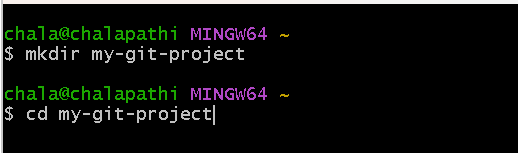 chala@chalapathi MINGW64 ~
$ mkdir my-git-project
chala@chalapathi MINGW64 ~
$ cd my-git-project